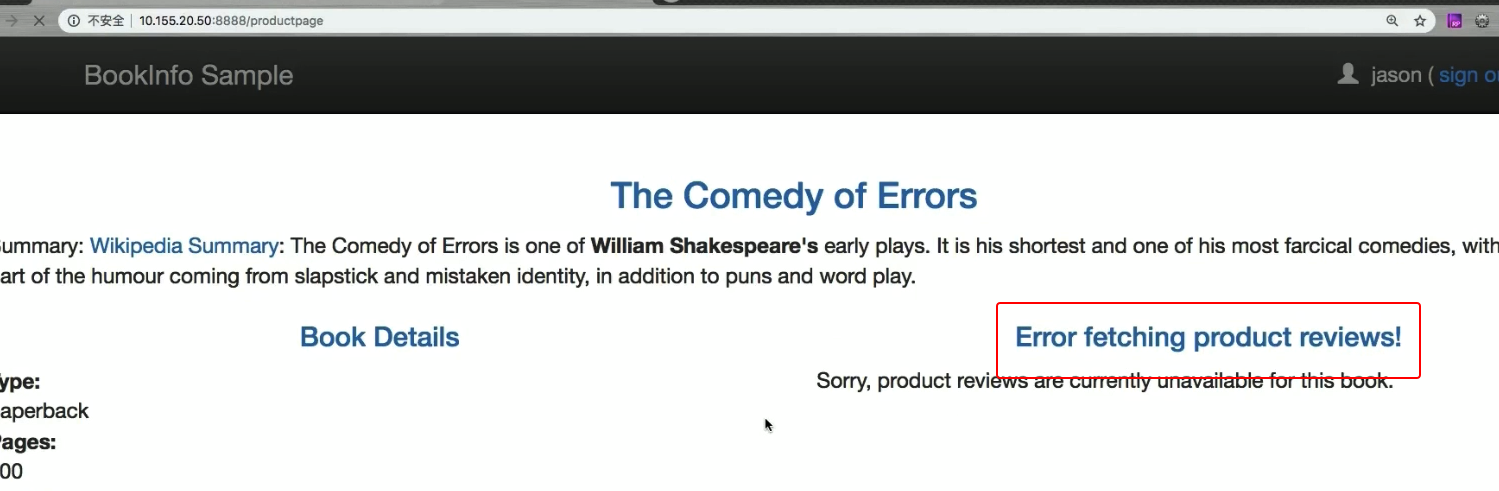 不安全 10.155.20.50:8888/productpage
BookInfo Sample
jason ( sign o
The Comedy of Errors
ummary: Wikipedia Summary: The Comedy of Errors is one of William Shakespeare's early plays. It is his shortest and one of his most farcical comedies, with
art of the humour coming from slapstick and mistaken identity, in addition to puns and word play.
Book Details
Error fetching product reviews!
ype:
Sorry, product reviews are currently unavailable for this book.
aperback
ages:
00